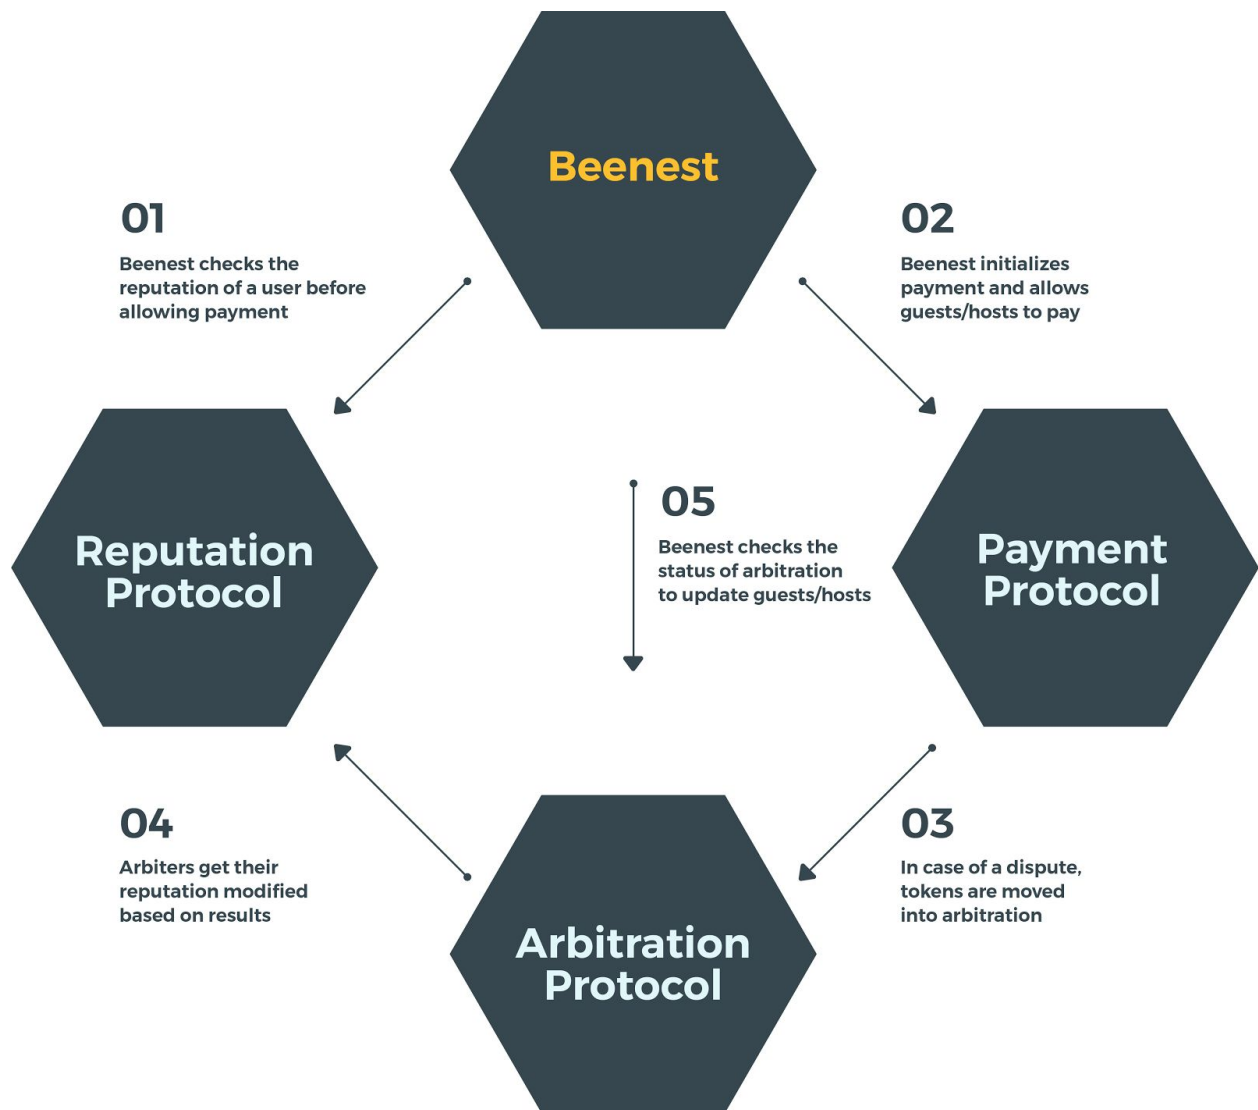 Beenest
01
Beenest checks the
reputation of a user before
allowing payment
02
Beenest initializes
payment and allows
guests/hosts to pay
Reputation
Protocol
05
Beenest checks the
status of arbitration
to update guests/hosts
Payment
Protocol
04
Arbiters get their
reputation modified
based on results
03
In case of a dispute,
tokens are moved
into arbitration
Arbitration
Protocol